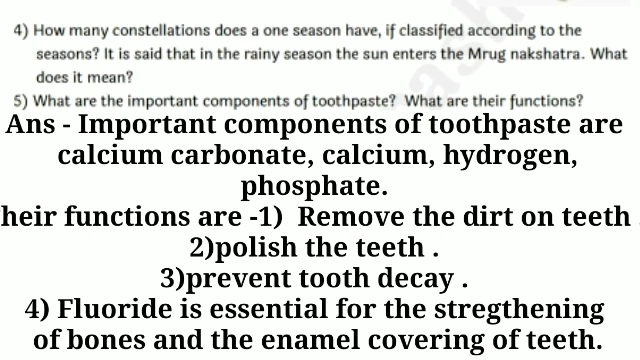 4) How many constellations does a one season have, if classified according to the
seasons? It is said that in the rainy season the sun enters the Mrug nakshatra. What
does it mean?
5) What are the important components of toothpaste? What are their functions?
Ans - Important components of toothpaste are
calcium carbonate, calcium, hydrogen,
phosphate.
heir functions are -1) Remove the dirt on teeth .
2)polish the teeth .
3)prevent tooth decay .
4) Fluoride is essential for the stregthening
of bones and the enamel covering of teeth.